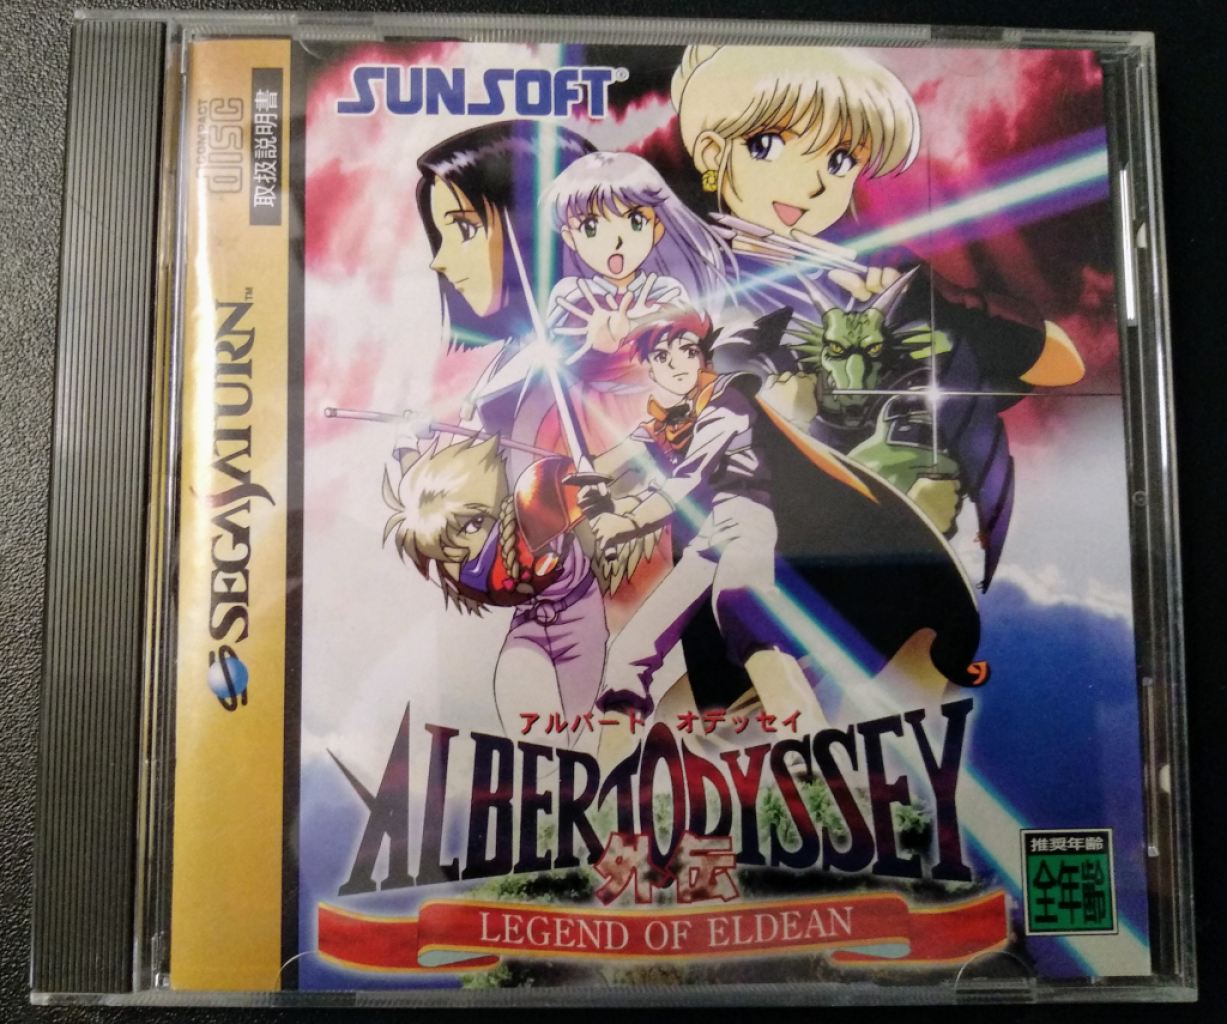 COMPACT
DISC
取扱説明書
SEGA SATURN™
SUNSOFT®
アルバート オデッセイ
ALBERT ODYSSEY
外伝
LEGEND OF ELDEAN
推奨年齢
全年齢